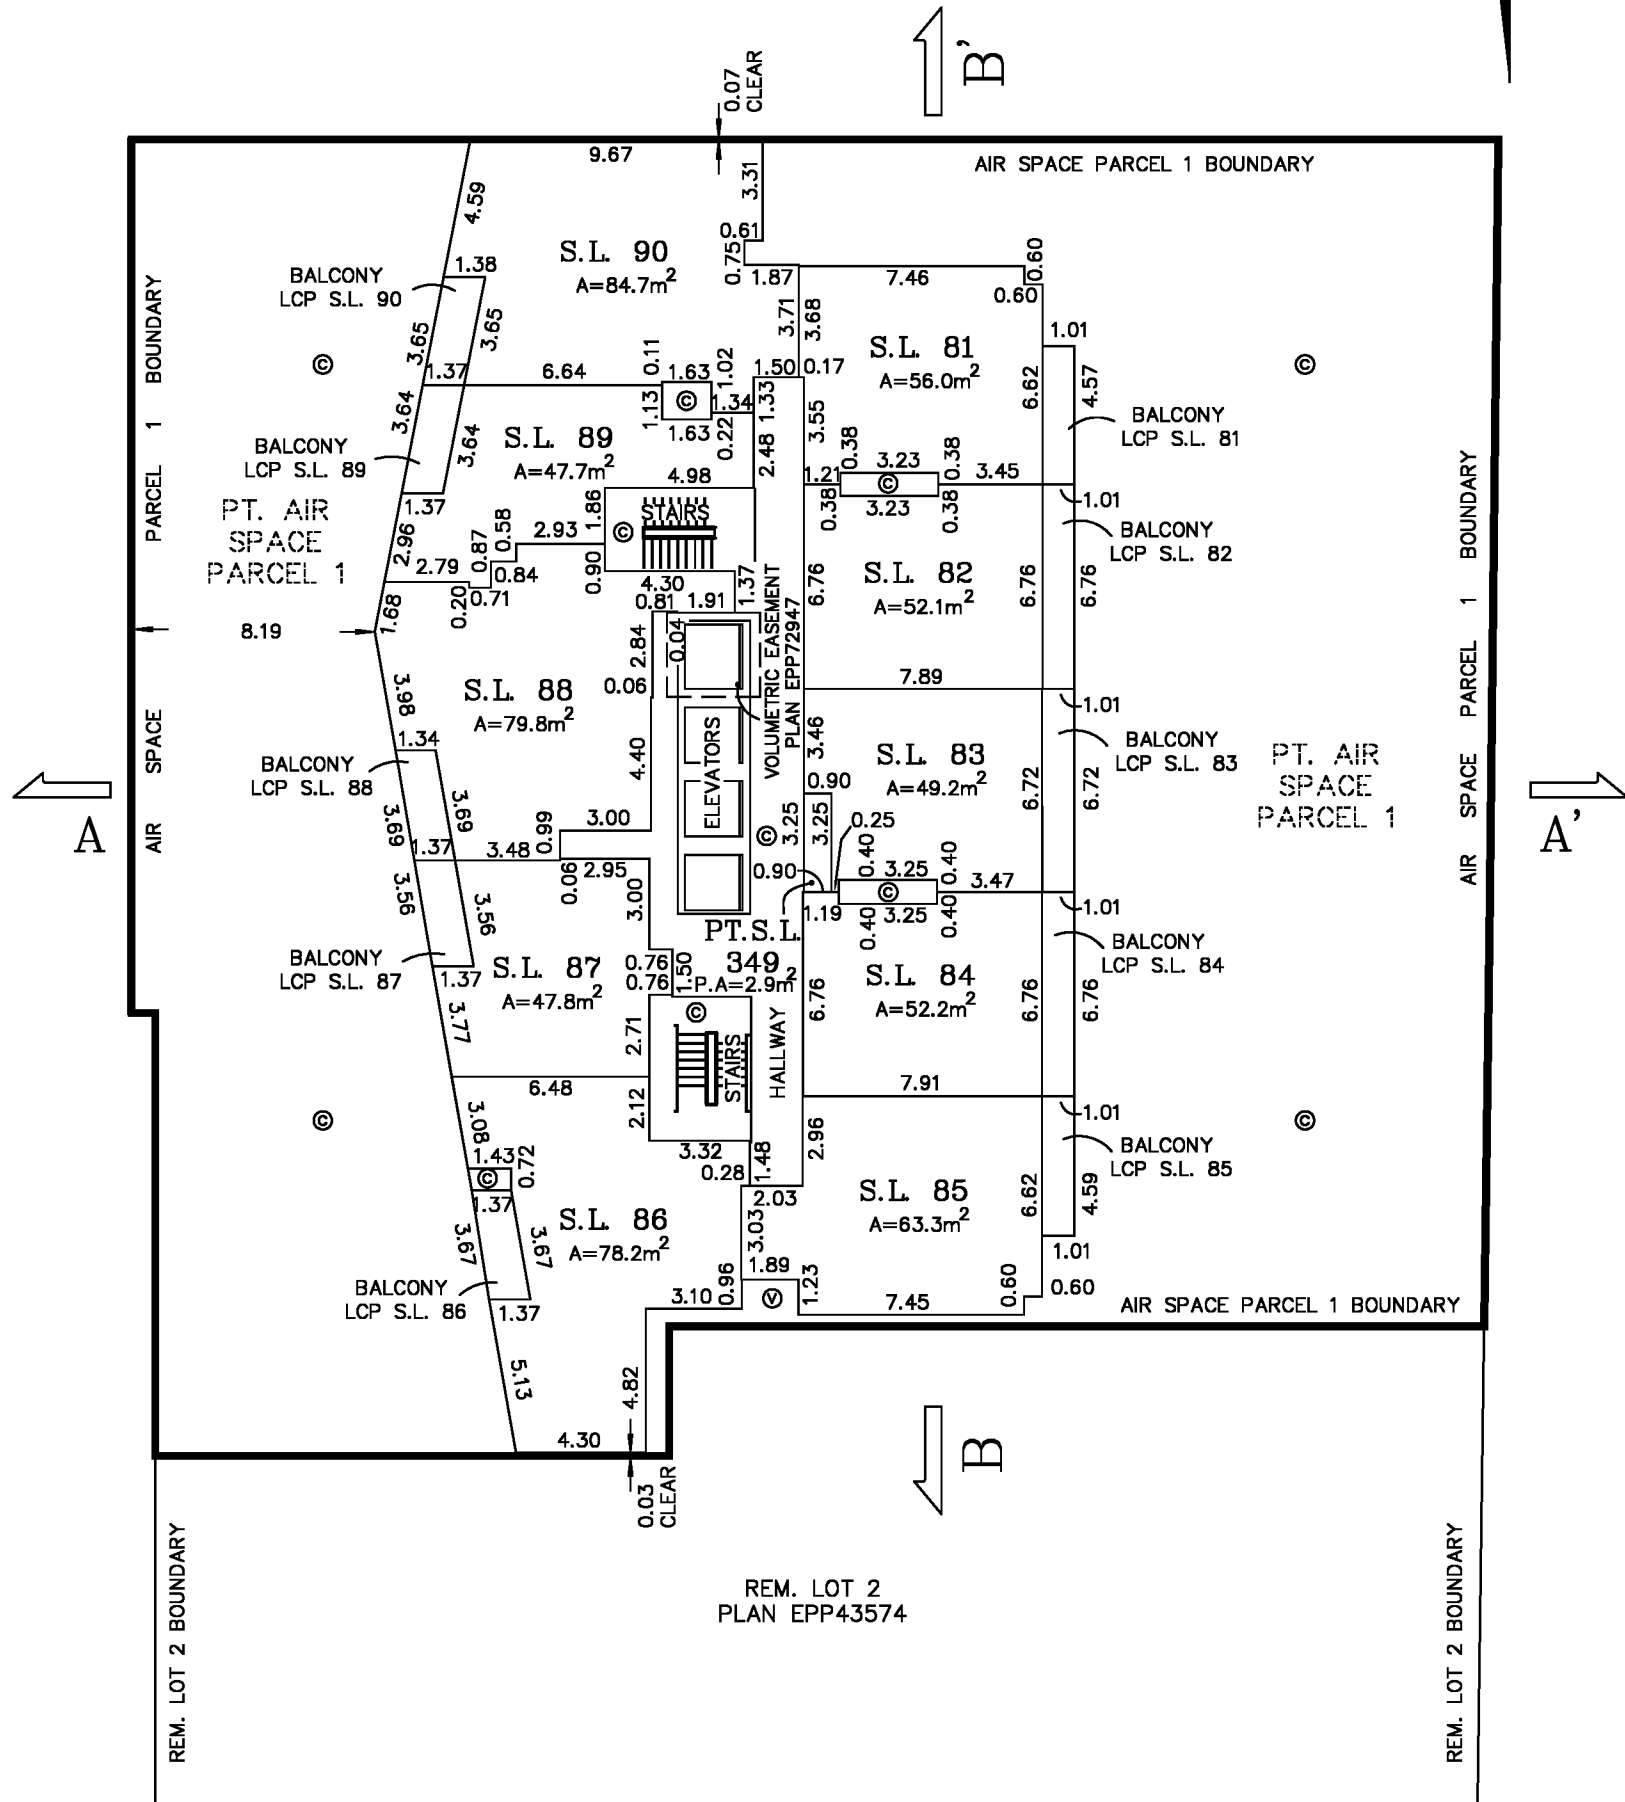 B'
0.07
CLEAR
9.67
AIR SPACE PARCEL 1 BOUNDARY
3.31
4.59
0.61
S.L. 90
A=84.7m2
0.75
0.60
1.38
1.87
7.46
BALCONY
LCP S.L. 90
0.60
3.71
3.68
3.65
3.65
1.01
S.L. 81
A=56.0m2
0.11
1.02
1.37
6.64
1.63
1.50
0.17
6.62
4.57
©
©
©
1.13
1.34
1.33
3.64
BALCONY
LCP S.L. 81
3.55
1.63
0.22
S.L. 89
A=47.7m2
BALCONY
LCP S.L. 89
3.64
2.48
0.38
3.23
0.38
4.98
1.21
3.45
©
1.37
0.38
3.23
0.38
1.01
PT. AIR
SPACE
PARCEL 1
1.86
STAIRS
©
BALCONY
LCP S.L. 82
2.96
0.87
0.58
2.93
2.79
0.84
0.90
4.30
1.37
0.20
0.71
0.81
1.91
S.L. 82
A=52.1m2
6.76
6.76
6.76
1.68
8.19
2.84
0.04
VOLUMETRIC EASEMENT
PLAN EPP72947
7.89
3.98
S.L. 88
A=79.8m2
0.06
1.01
BALCONY
LCP S.L. 83
1.34
BALCONY
LCP S.L. 88
4.40
ELEVATORS
3.46
S.L. 83
A=49.2m2
PT. AIR
SPACE
PARCEL 1
0.90
6.72
6.72
A
A'
3.69
3.69
0.99
3.00
©
3.25
3.25
0.25
1.37
3.48
0.06
2.95
0.90
0.40
3.25
0.40
3.47
©
3.56
3.56
3.00
1.19
0.40
3.25
0.40
1.01
PT.S.L.
349
P.A=2.9m2
BALCONY
LCP S.L. 84
BALCONY
LCP S.L. 87
1.37
S.L. 87
A=47.8m2
0.76
0.76
1.50
S.L. 84
A=52.2m2
6.76
6.76
6.76
3.77
©
2.71
STAIRS
HALLWAY
6.48
7.91
2.12
1.01
©
©
3.08
BALCONY
LCP S.L. 85
1.43
0.72
3.32
0.28
1.48
2.96
©
1.37
2.03
S.L. 85
A=63.3m2
6.62
4.59
S.L. 86
A=78.2m2
3.67
3.67
3.03
1.89
1.01
BALCONY
LCP S.L. 86
1.37
3.10
0.96
Ⓥ
1.23
7.45
0.60
0.60
AIR SPACE PARCEL 1 BOUNDARY
5.13
4.82
4.30
0.03
CLEAR
B
AIR SPACE PARCEL 1 BOUNDARY
AIR SPACE PARCEL 1 BOUNDARY
REM. LOT 2
PLAN EPP43574
REM. LOT 2 BOUNDARY
REM. LOT 2 BOUNDARY